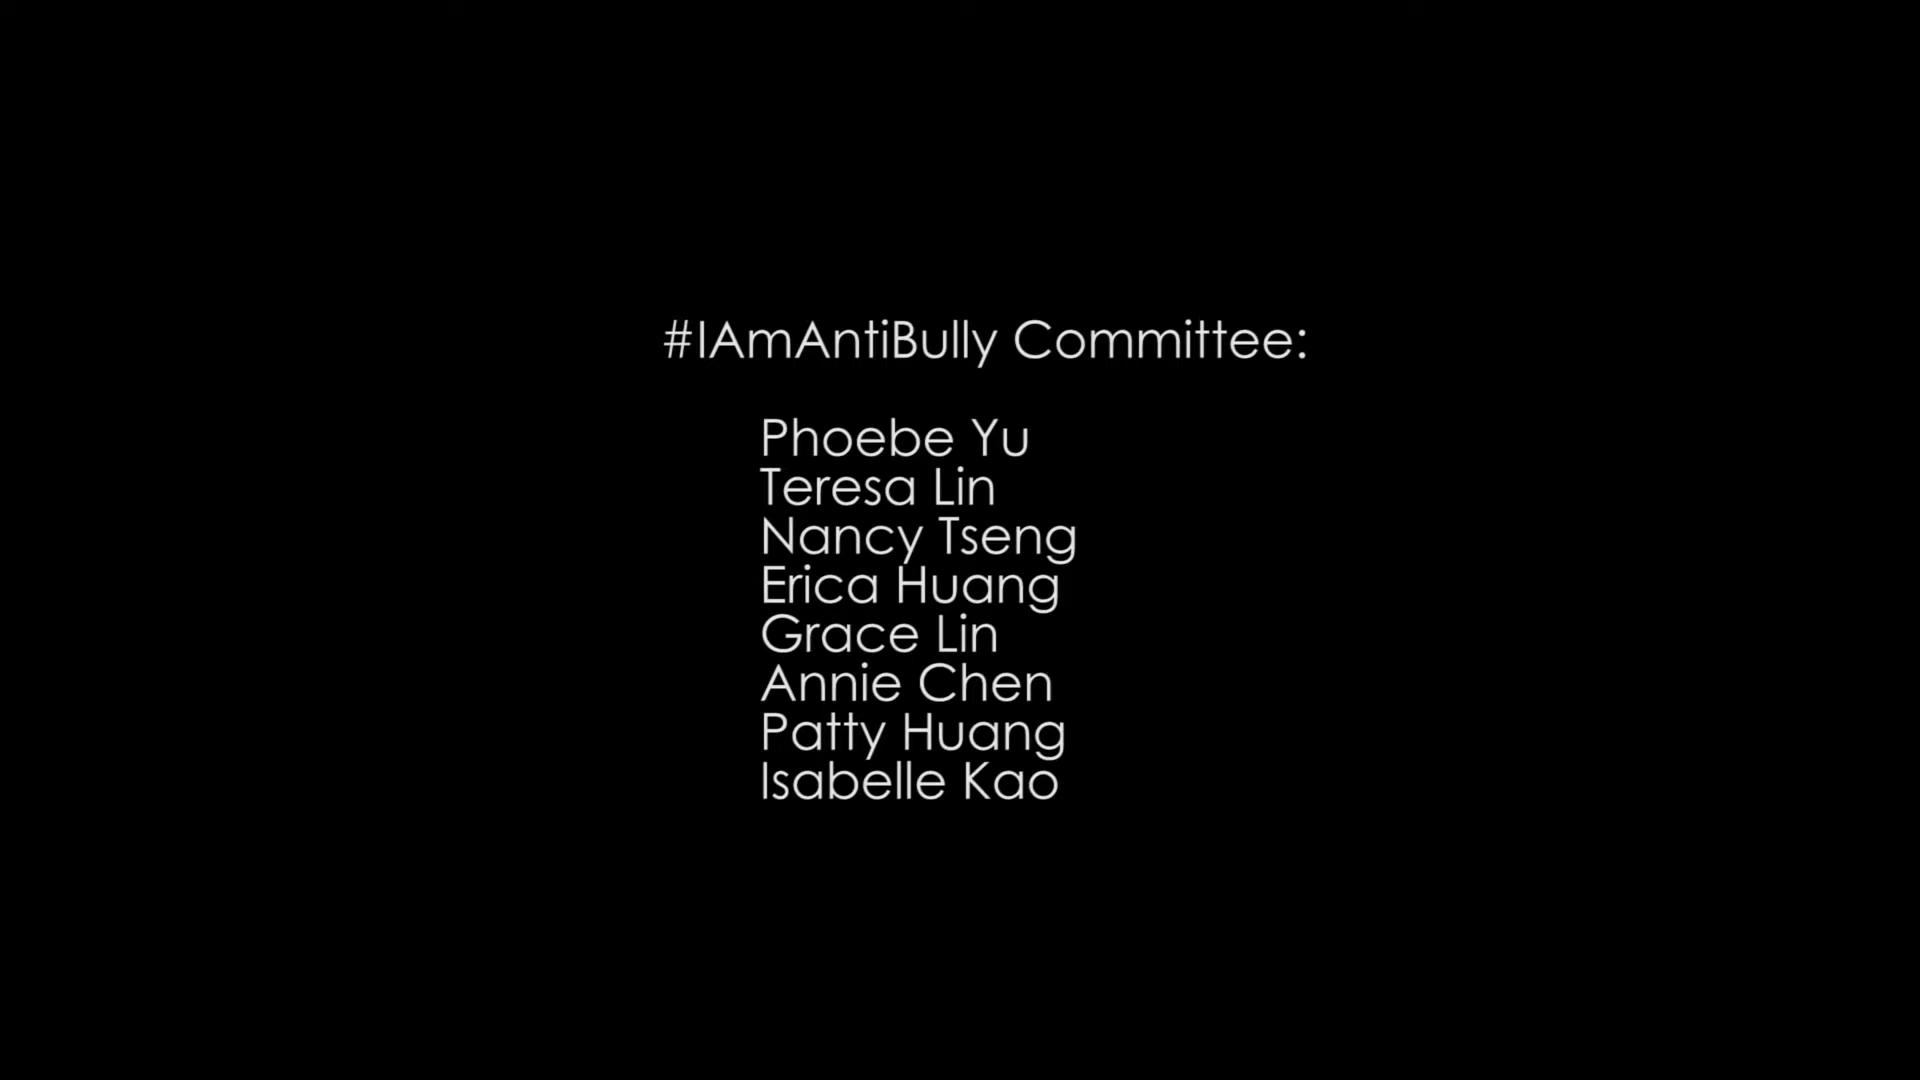 #IAmAntiBully Committee:
Phoebe Yu
Teresa Lin
Nancy Tseng
Erica Huang
Grace Lin
Annie Chen
Patty Huang
Isabelle Kao